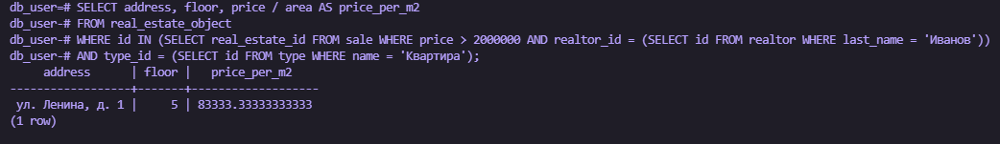 db_user=# SELECT address, floor, price / area AS price_per_m2
db_user-# FROM real_estate_object
db_user-# WHERE id IN (SELECT real_estate_id FROM sale WHERE price > 2000000 AND realtor_id = (SELECT id FROM realtor WHERE last_name = 'Иванов'))
db_user-# AND type_id = (SELECT id FROM type WHERE name = 'Квартира');
     address      | floor |   price_per_m2
------------------+-------+-------------------
 ул. Ленина, д. 1 |     5 | 83333.33333333333
(1 row)